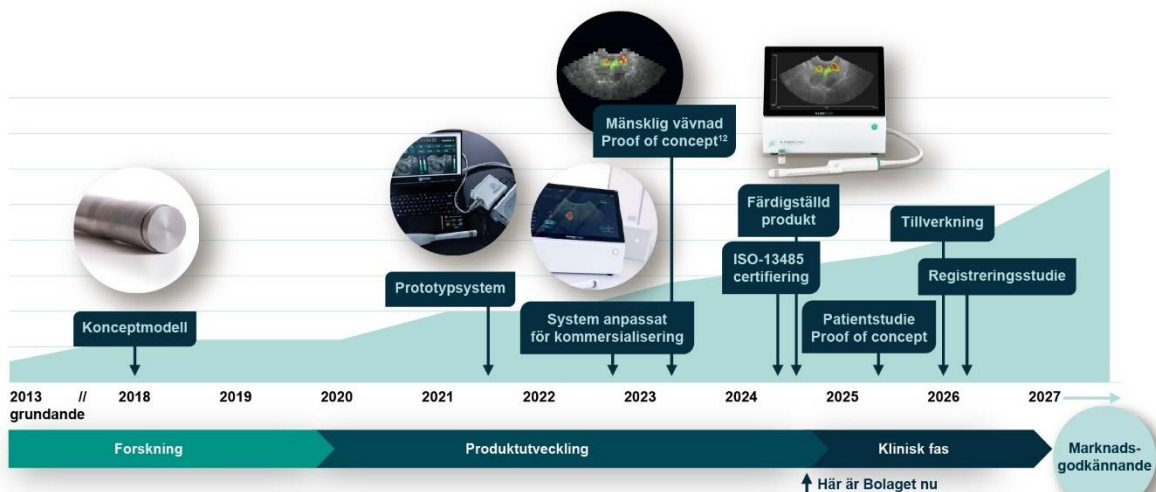 Mänsklig vävnad
Proof of concept¹²
Färdigställd
produkt
Tillverkning
ISO-13485
certifiering
Registreringsstudie
Prototypsystem
Konceptmodell
System anpassat
för kommersialisering
Patientstudie
Proof of concept
2013 // 2018 2019 2020 2021 2022 2023 2024 2025 2026 2027
grundande
Forskning
Produktutveckling
Klinisk fas
Marknads-
godkännande
Här är Bolaget nu